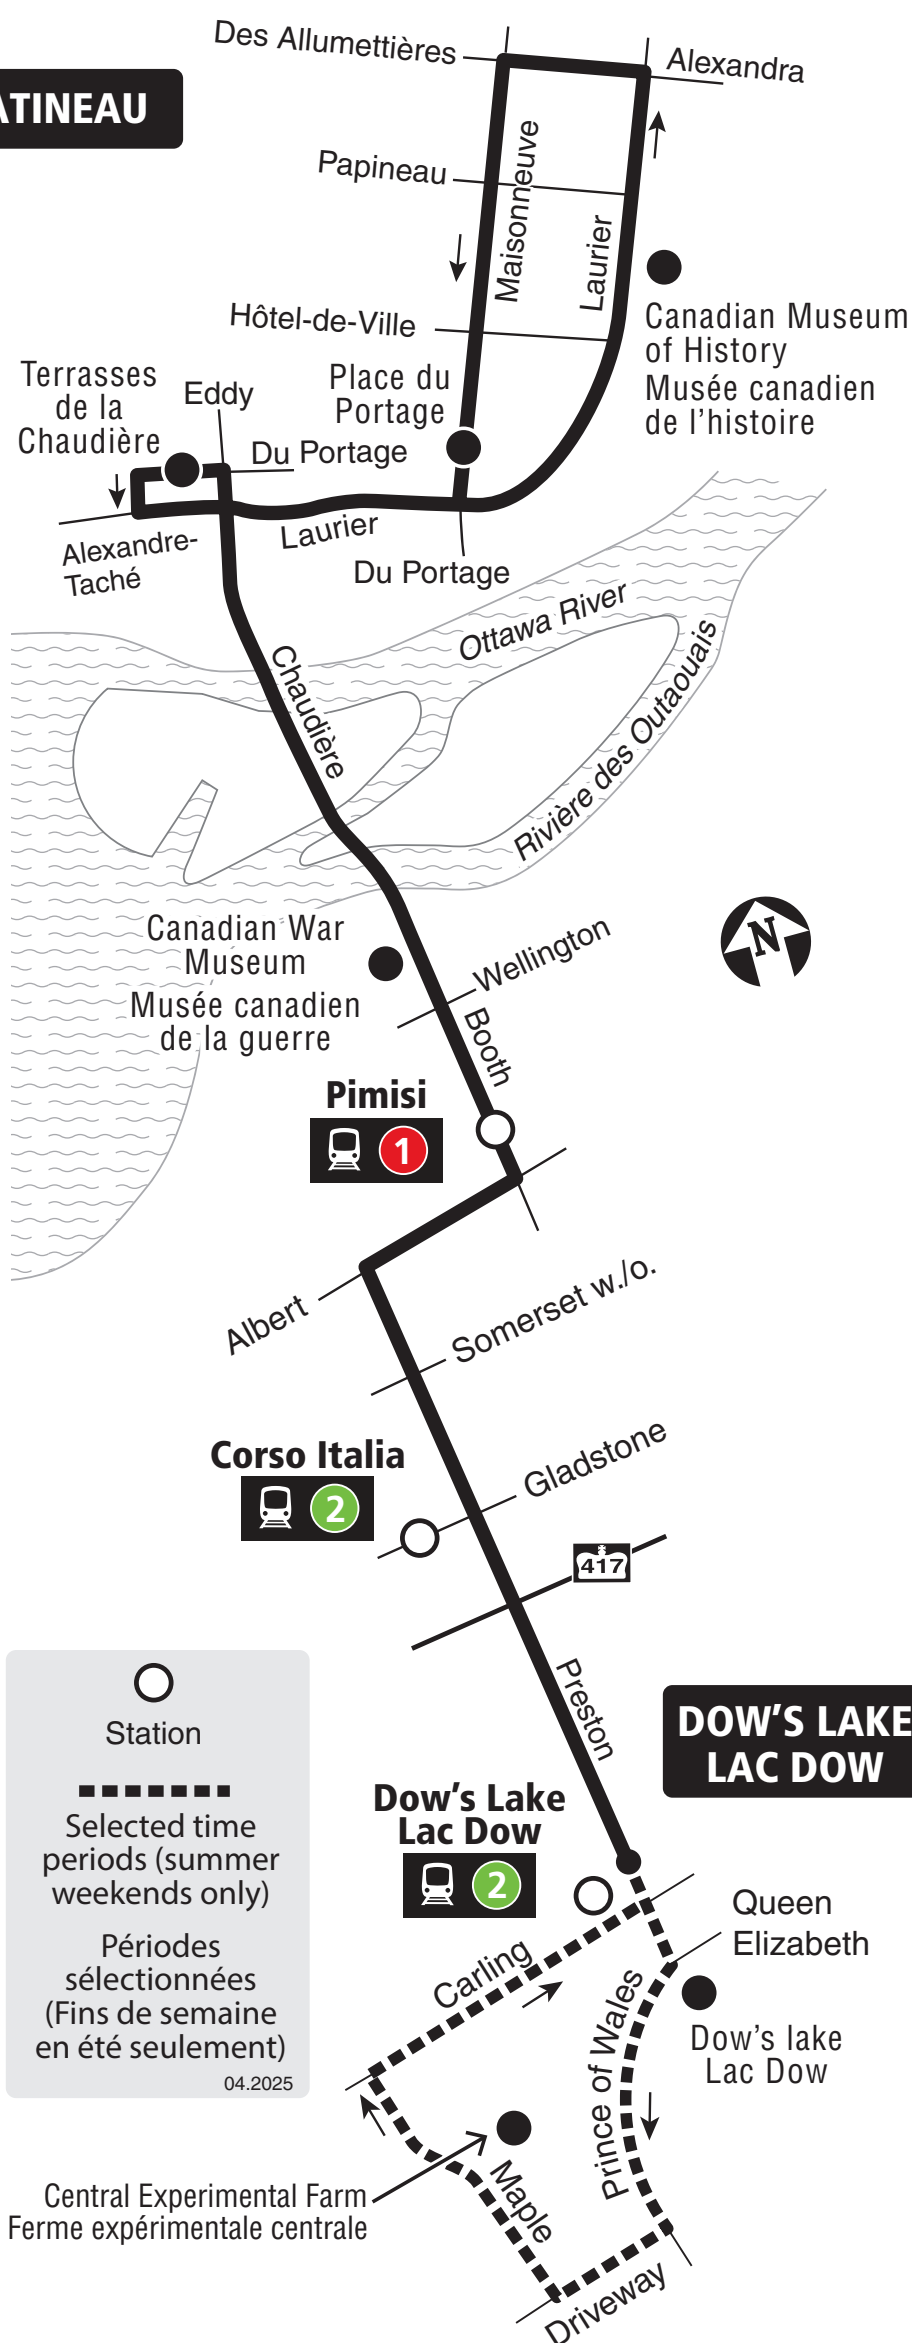 Des Allumettières
Alexandra
ATINEAU
Maisonneuve
Papineau
Laurier
Hôtel-de-Ville
Canadian Museum
of History
Musée canadien
de l'histoire
Terrasses
de la
Chaudière
Eddy
Place du
Portage
Du Portage
Laurier
Alexandre-
Taché
Du Portage
Ottawa River
Rivière des Outaouais
Chaudière
Canadian War
Museum
Musée canadien
de la guerre
Wellington
N
Booth
Pimisi
1
Albert
Somerset w./o.
Corso Italia
2
Gladstone
417
Preston
Station
Selected time
periods (summer
weekends only)
Périodes
sélectionnées
(Fins de semaine
en été seulement)
04.2025
DOW'S LAKE
LAC DOW
Dow's Lake
Lac Dow
2
Queen
Elizabeth
Carling
Prince of Wales
Dow's lake
Lac Dow
Central Experimental Farm
Ferme expérimentale centrale
Maple
Driveway